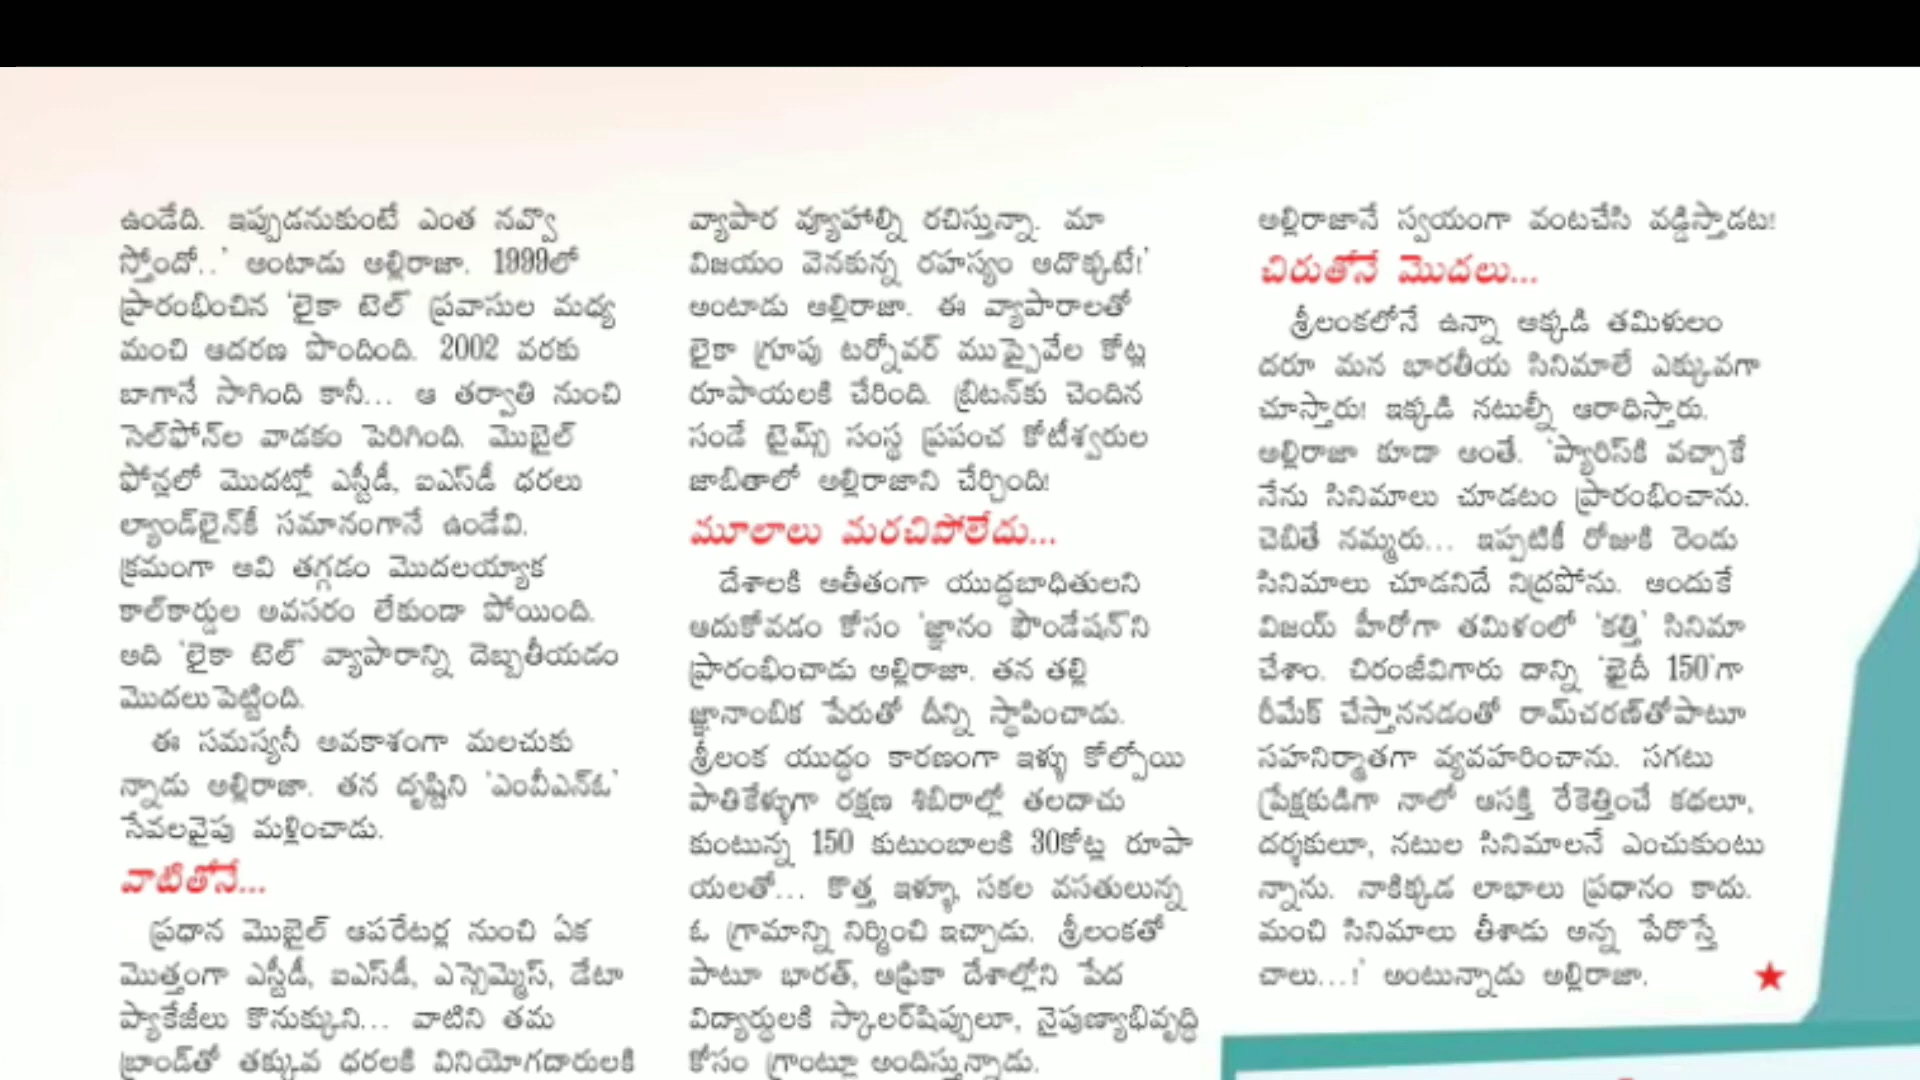 ఉండేది. ఇప్పుడనుకుంటే ఎంత నవ్వొ
స్తోందో..' అంటాడు అల్లిరాజా. 1999లో
ప్రారంభించిన 'లైకా టెల్' ప్రవాసుల మధ్య
మంచి ఆదరణ పొందింది. 2002 వరకు
బాగానే సాగింది కానీ... ఆ తర్వాతి నుంచి
సెల్‌ఫోన్‌ల వాడకం పెరిగింది. మొబైల్
ఫోన్లలో మొదట్లో ఎస్టీడీ, ఐఎస్‌డీ ధరలు
ల్యాండ్‌లైన్‌కీ సమానంగానే ఉండేవి.
క్రమంగా అవి తగ్గడం మొదలయ్యాక
కాల్‌కార్డుల అవసరం లేకుండా పోయింది.
అది 'లైకా టెల్' వ్యాపారాన్ని దెబ్బతీయడం
మొదలుపెట్టింది.
ఈ సమస్యనీ అవకాశంగా మలచుకు
న్నాడు అల్లిరాజా. తన దృష్టిని 'ఎంవీఎన్ఓ'
సేవలవైపు మళ్లించాడు.
వాటితోనే...
ప్రధాన మొబైల్ ఆపరేటర్ల నుంచి ఏక
మొత్తంగా ఎస్టీడీ, ఐఎస్‌డీ, ఎస్సెమ్మెస్, డేటా
ప్యాకేజీలు కొనుక్కుని... వాటిని తమ
బ్రాండ్‌తో తక్కువ ధరలకి వినియోగదారులకి
వ్యాపార వ్యూహాల్ని రచిస్తున్నా. మా
విజయం వెనకున్న రహస్యం అదొక్కటే!'
అంటాడు అల్లిరాజా. ఈ వ్యాపారాలతో
లైకా గ్రూపు టర్నోవర్ ముప్పైవేల కోట్ల
రూపాయలకి చేరింది. బ్రిటన్‌కు చెందిన
సండే టైమ్స్ సంస్థ ప్రపంచ కోటీశ్వరుల
జాబితాలో అల్లిరాజాని చేర్చింది!
మూలాలు మరచిపోలేదు...
దేశాలకి అతీతంగా యుద్ధబాధితులని
ఆదుకోవడం కోసం 'జ్ఞానం ఫౌండేషన్'ని
ప్రారంభించాడు అల్లిరాజా. తన తల్లి
జ్ఞానాంబిక పేరుతో దీన్ని స్థాపించాడు.
శ్రీలంక యుద్ధం కారణంగా ఇళ్ళు కోల్పోయి
పాతికేళ్ళుగా రక్షణ శిబిరాల్లో తలదాచు
కుంటున్న 150 కుటుంబాలకి 30కోట్ల రూపా
యలతో... కొత్త ఇళ్ళూ, సకల వసతులున్న
ఓ గ్రామాన్ని నిర్మించి ఇచ్చాడు. శ్రీలంకతో
పాటూ భారత్, ఆఫ్రికా దేశాల్లోని పేద
విద్యార్థులకి స్కాలర్‌షిప్పులూ, నైపుణ్యాభివృద్ధి
కోసం గ్రాంట్లూ అందిస్తున్నాడు.
అల్లిరాజానే స్వయంగా వంటచేసి వడ్డిస్తాడట!
చిరుతోనే మొదలు...
శ్రీలంకలోనే ఉన్నా అక్కడి తమిళులం
దరూ మన భారతీయ సినిమాలే ఎక్కువగా
చూస్తారు! ఇక్కడి నటుల్నీ ఆరాధిస్తారు.
అల్లిరాజా కూడా అంతే. 'ప్యారిస్‌కి వచ్చాకే
నేను సినిమాలు చూడటం ప్రారంభించాను.
చెబితే నమ్మరు... ఇప్పటికీ రోజుకి రెండు
సినిమాలు చూడనిదే నిద్రపోను. అందుకే
విజయ్ హీరోగా తమిళంలో 'కత్తి' సినిమా
చేశాం. చిరంజీవిగారు దాన్ని 'ఖైదీ 150'గా
రీమేక్ చేస్తాననడంతో రామ్‌చరణ్‌తోపాటూ
సహనిర్మాతగా వ్యవహరించాను. సగటు
ప్రేక్షకుడిగా నాలో ఆసక్తి రేకెత్తించే కథలూ,
దర్శకులూ, నటుల సినిమాలనే ఎంచుకుంటు
న్నాను. నాకిక్కడ లాభాలు ప్రధానం కాదు.
మంచి సినిమాలు తీశాడు అన్న పేరొస్తే
చాలు...!' అంటున్నాడు అల్లిరాజా.